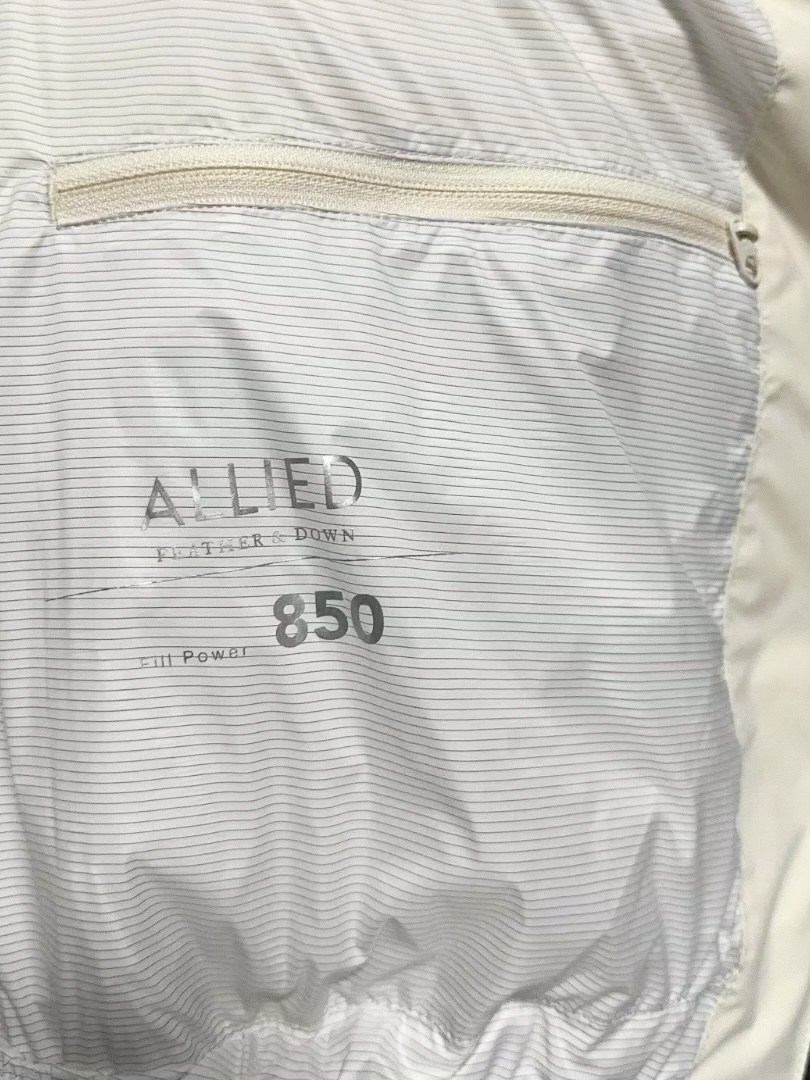 ALLIED
FEATHER & DOWN
850
Fill Power